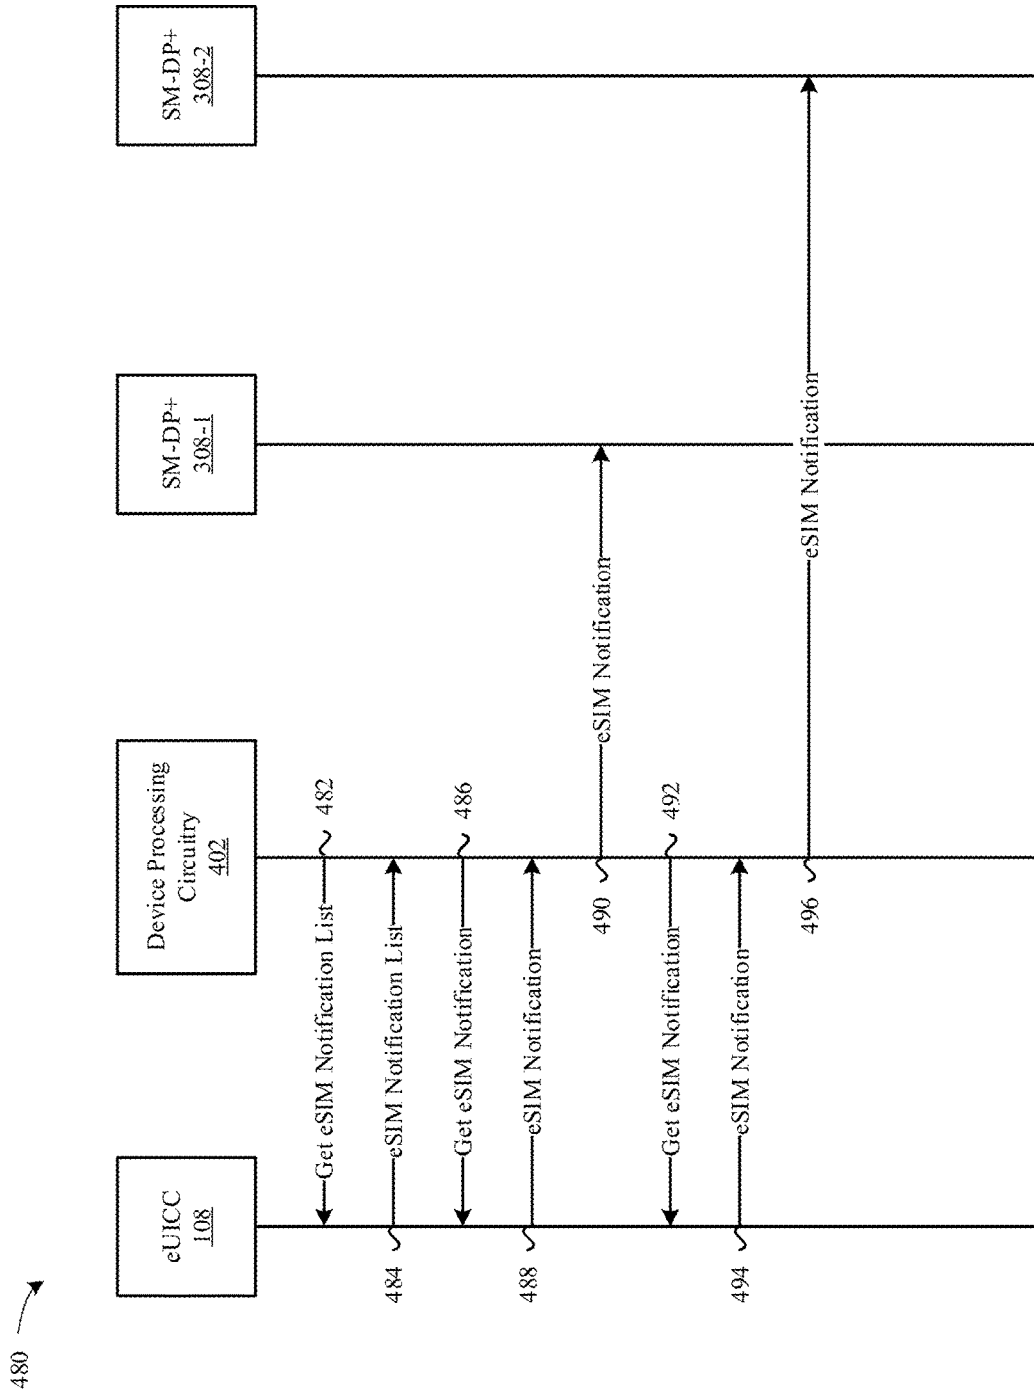 480
eUICC
108
Device Processing
Circuitry
402
SM-DP+
308-1
SM-DP+
308-2
Get eSIM Notification List
482
484
eSIM Notification List
Get eSIM Notification
486
488
eSIM Notification
490
eSIM Notification
Get eSIM Notification
492
494
eSIM Notification
496
eSIM Notification